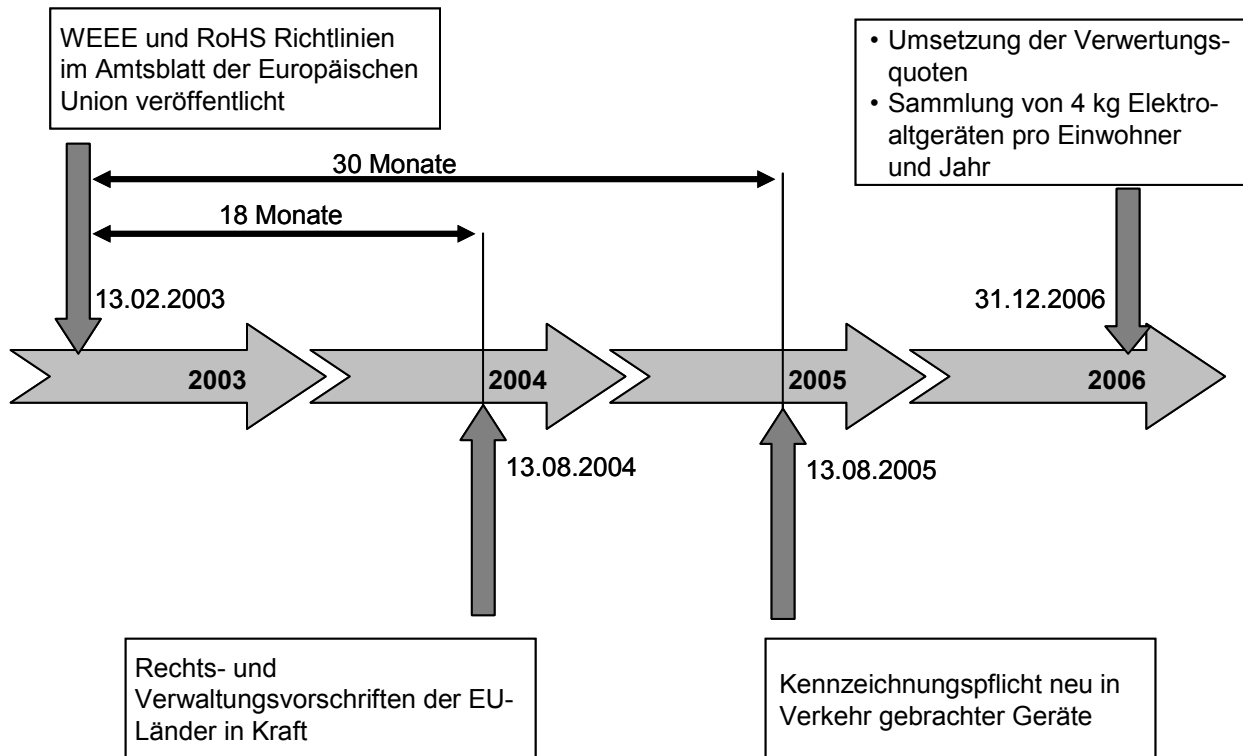 WEEE und RoHS Richtlinien
im Amtsblatt der Europäischen
Union veröffentlicht
• Umsetzung der Verwertungs-
quoten
• Sammlung von 4 kg Elektro-
altgeräten pro Einwohner
und Jahr
30 Monate
18 Monate
13.02.2003
31.12.2006
2003
2004
2005
2006
13.08.2004
13.08.2005
Rechts- und
Verwaltungsvorschriften der EU-
Länder in Kraft
Kennzeichnungspflicht neu in
Verkehr gebrachter Geräte